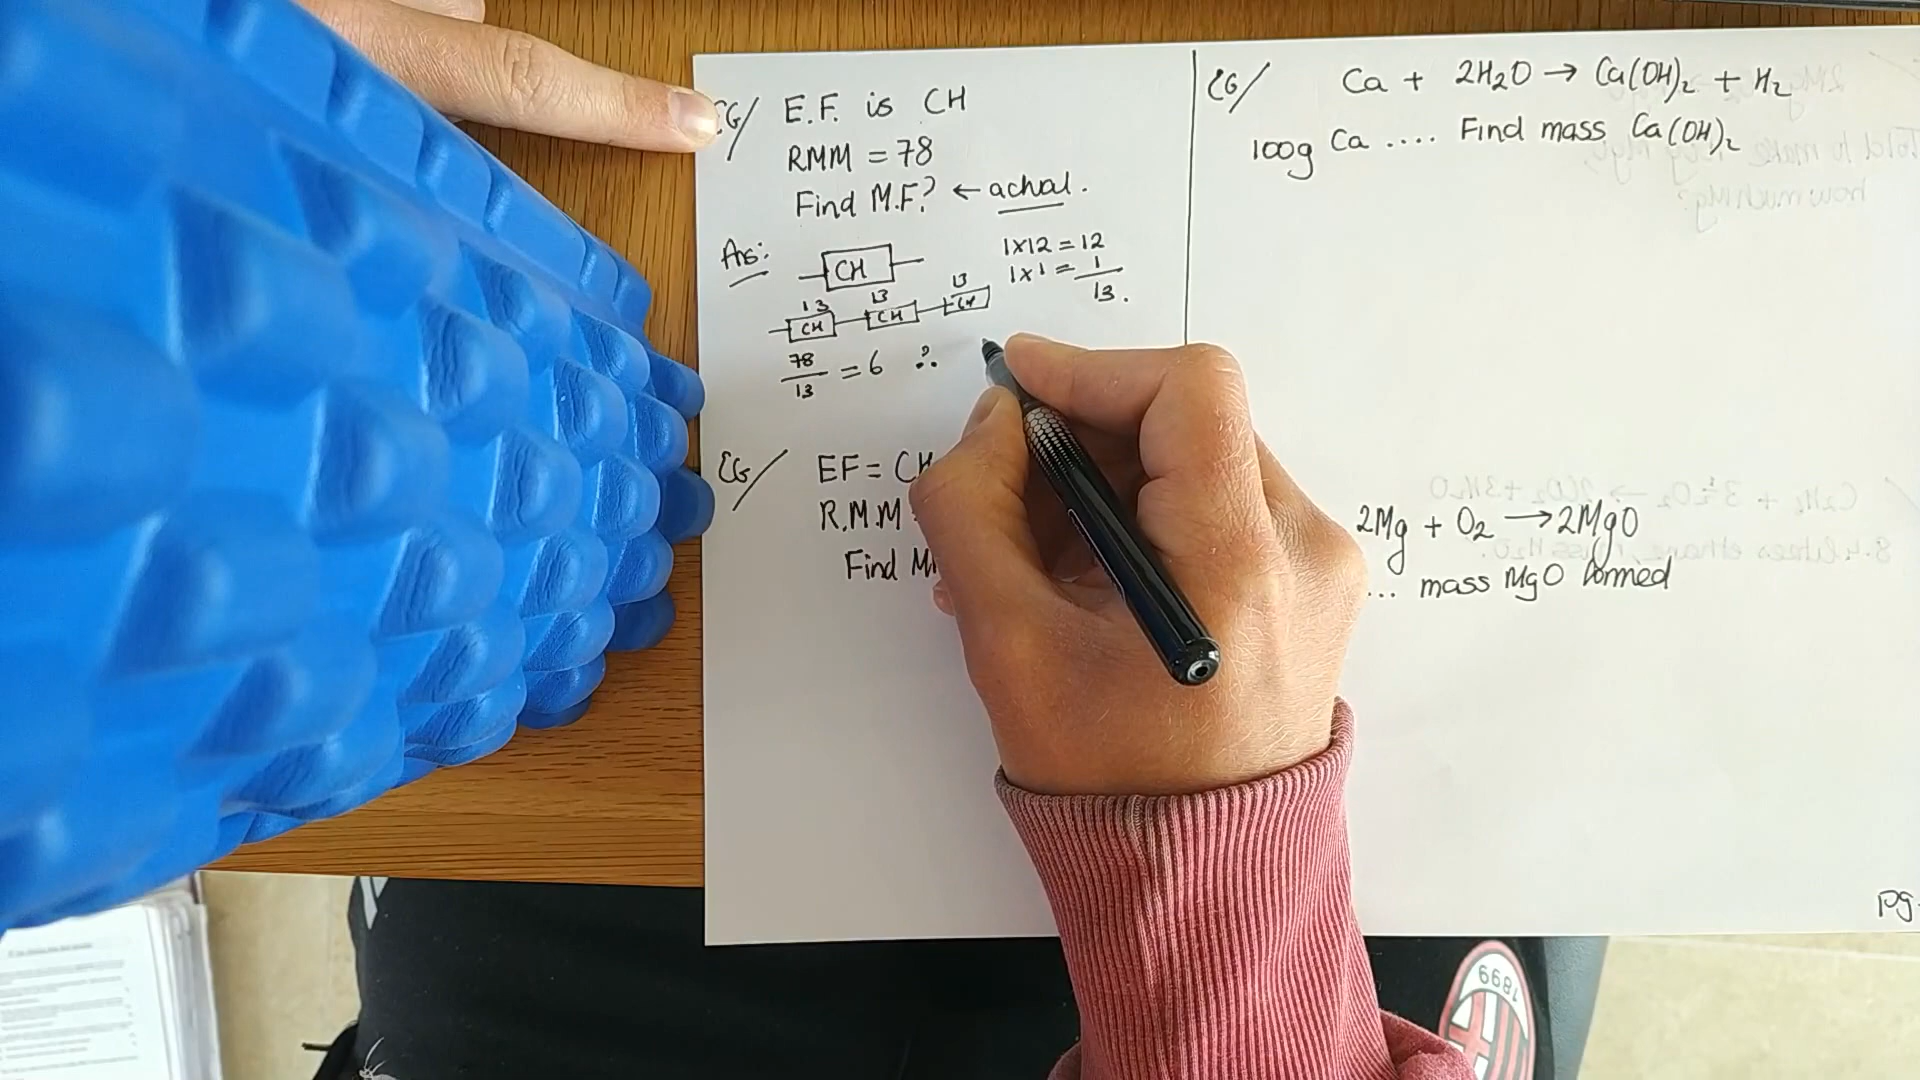 EG/ E.F. is CH
RMM = 78
Find M.F? ← actual.
Ans: CH
1×12 = 12
1×1 = 1
13.
13 13 13
CH CH CH
78/13 = 6 ∴
EG/ EF = CH
R.M.M
Find M
EG/ Ca + 2H₂O → Ca(OH)₂ + H₂
100g Ca .... Find mass Ca(OH)₂
2Mg + O₂ → 2MgO
... mass MgO formed
pg.
1899